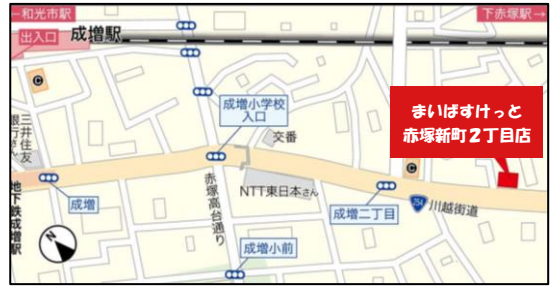 ←和光市駅
下赤塚駅→
出入口
成増駅
C
成増小学校
入口
交番
まいばすけっと
赤塚新町2丁目店
三井住友
銀行さん
C
成増
赤塚高台通り
NTT東日本さん
成増二丁目
254
川越街道
地下鉄成増駅
N
成増小前